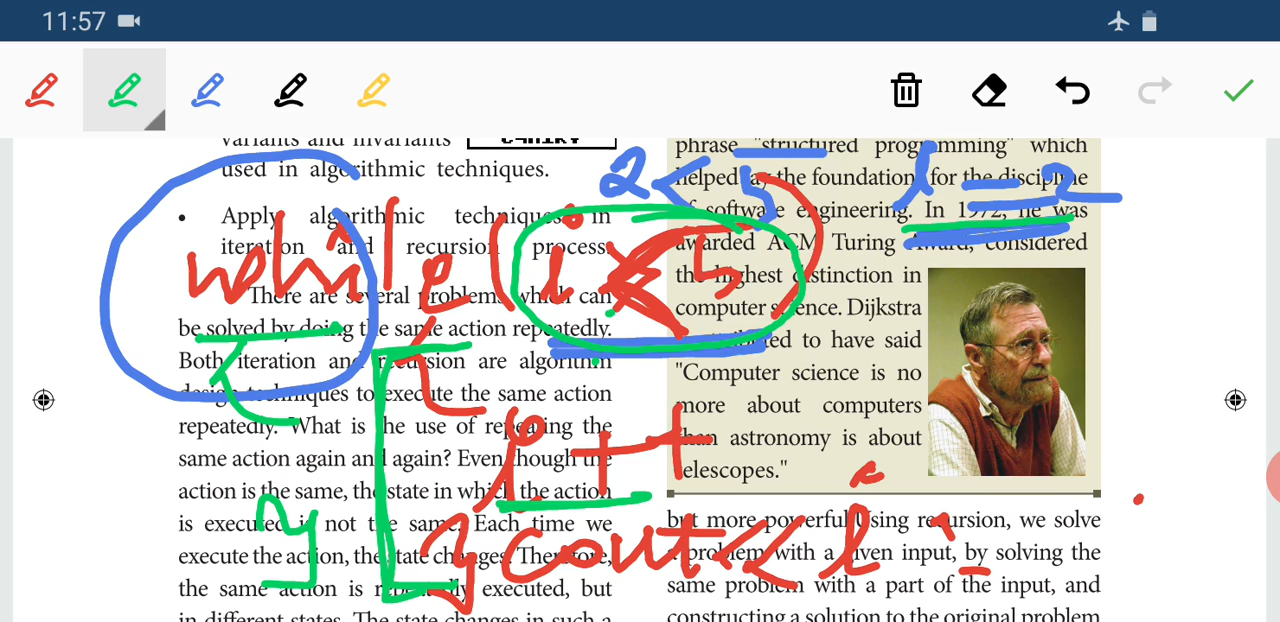 11:57
variants and invariants
used in algorithmic techniques.
• Apply algorithmic techniques in
iteration and recursion process.
There are several problems which can
be solved by doing the same action repeatedly.
Both iteration and recursion are algorithm
design techniques to execute the same action
repeatedly. What is the use of repeating the
same action again and again? Even though the
action is the same, the state in which the action
is executed is not the same. Each time we
execute the action, the state changes. Therefore,
the same action is repeatedly executed, but
in different states. The state changes in such a
phrase "structured programming" which
helped lay the foundations for the discipline
of software engineering. In 1972, he was
awarded ACM Turing Award, considered
the highest distinction in
computer science. Dijkstra
to have said
"Computer science is no
more about computers
than astronomy is about
telescopes."
but more powerful. Using recursion, we solve
a problem with a given input, by solving the
same problem with a part of the input, and
constructing a solution to the original problem
2 < 5
i = 2
while ( i < 5 )
{
i++
} cout << i ;